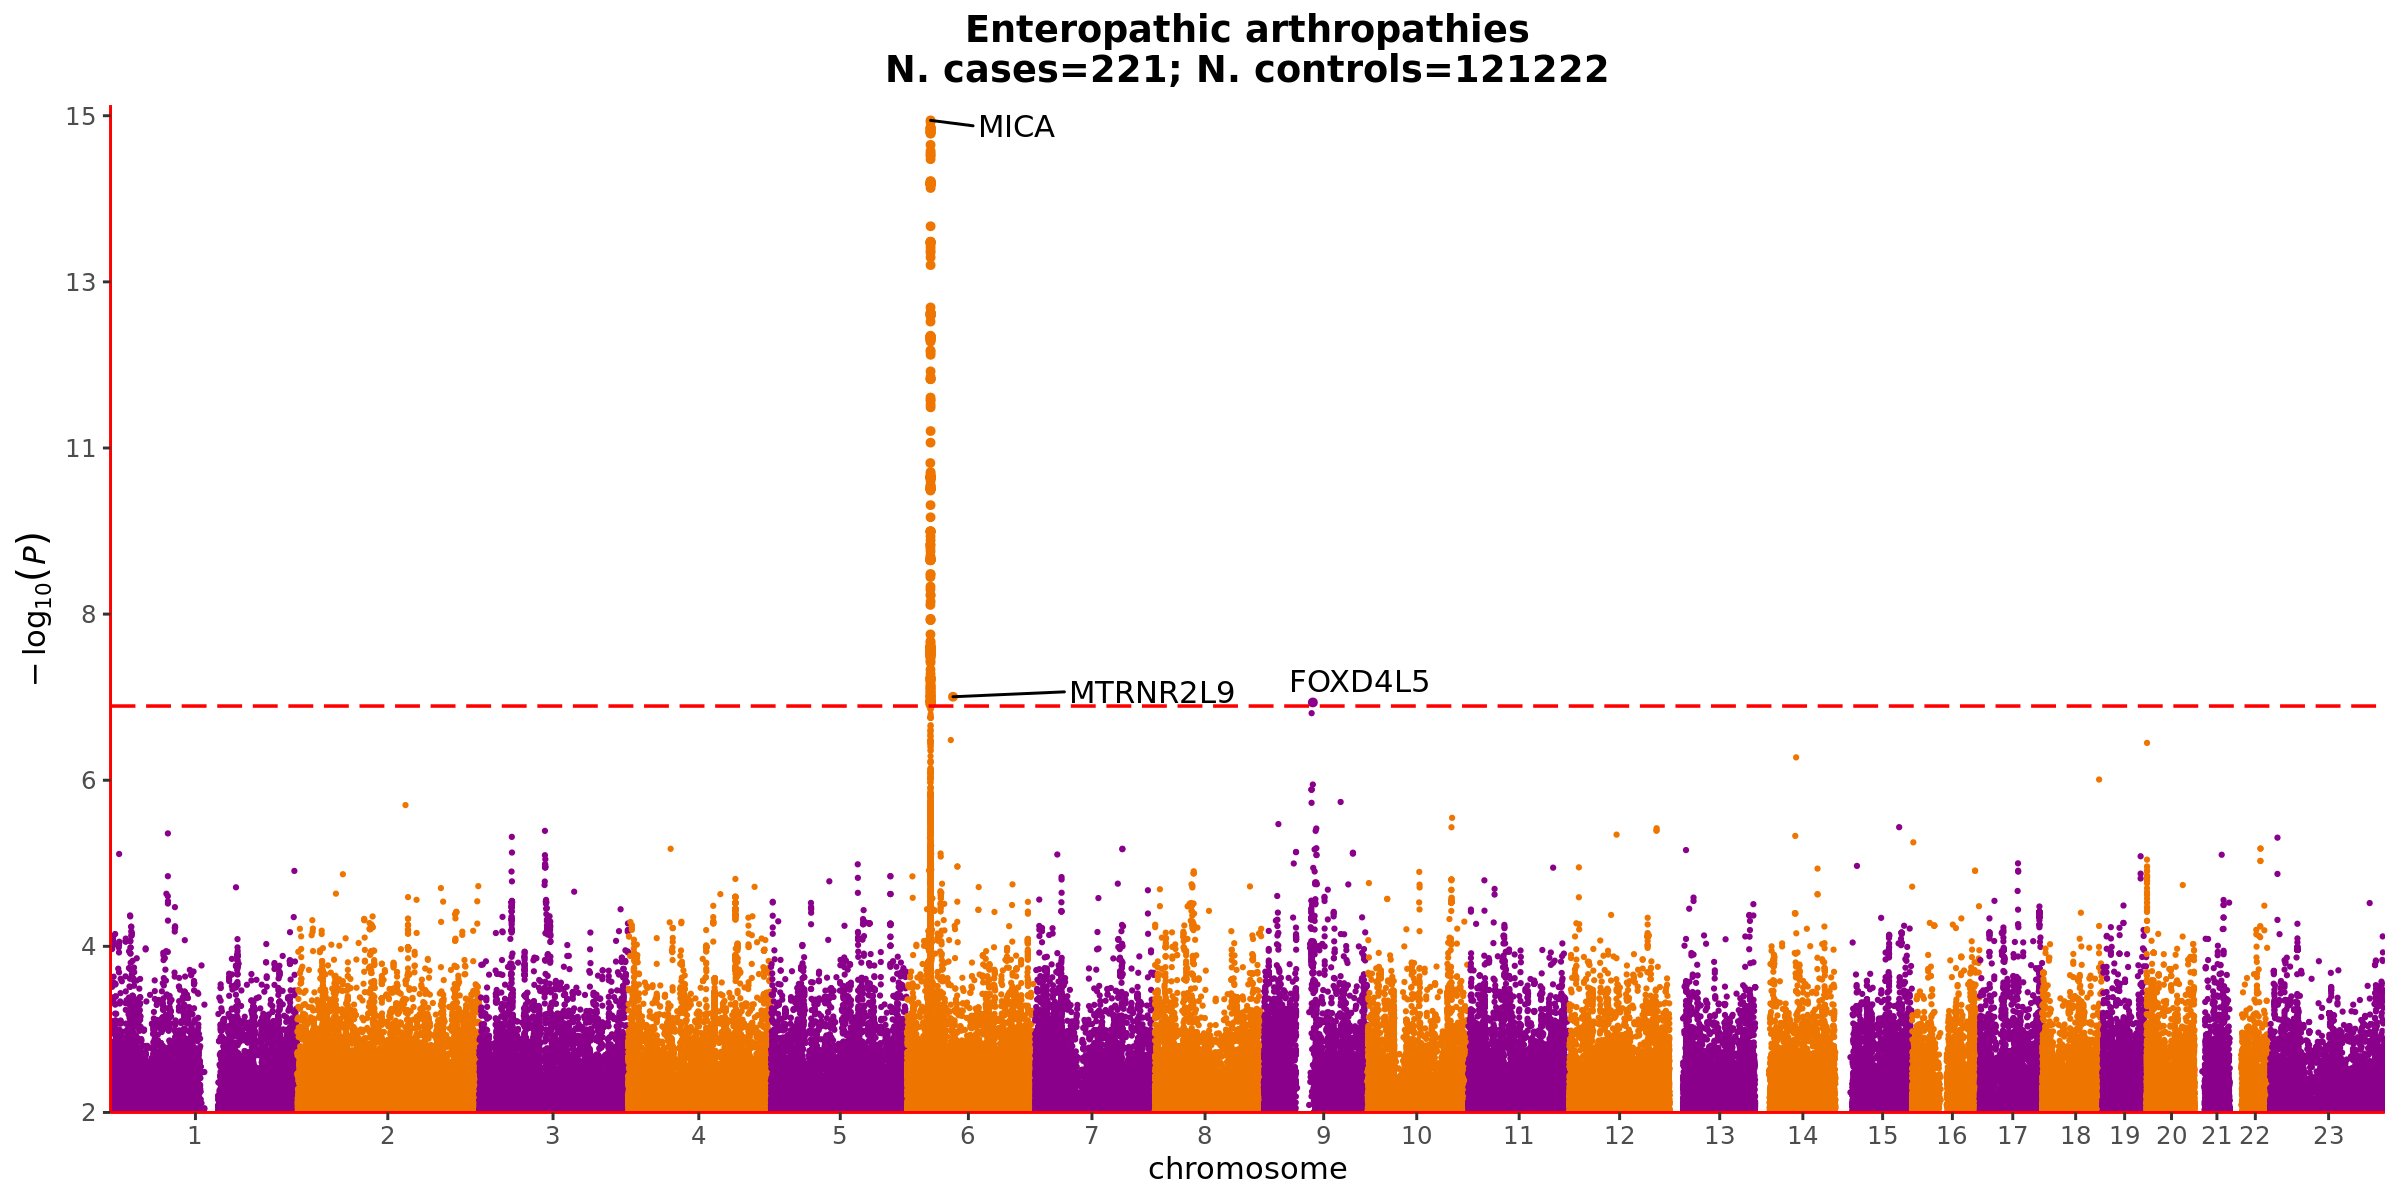 Enteropathic arthropathies
N. cases=221; N. controls=121222
15
13
11
8
6
4
2
−log10(P)
MICA
MTRNR2L9
FOXD4L5
1 2 3 4 5 6 7 8 9 10 11 12 13 14 15 16 17 18 19 20 21 22 23
chromosome